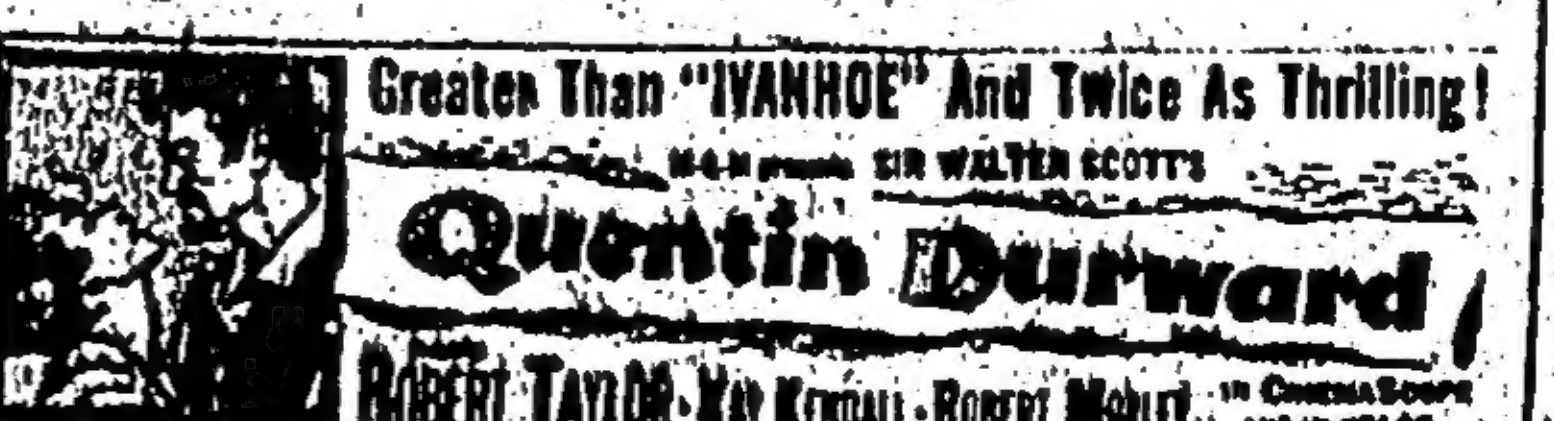 Greater Than "IVANHOE" And Twice As Thrilling!
M-G-M presents SIR WALTER SCOTT'S
Quentin Durward
ROBERT TAYLOR · KAY KENDALL · ROBERT MORLEY IN CINEMASCOPE